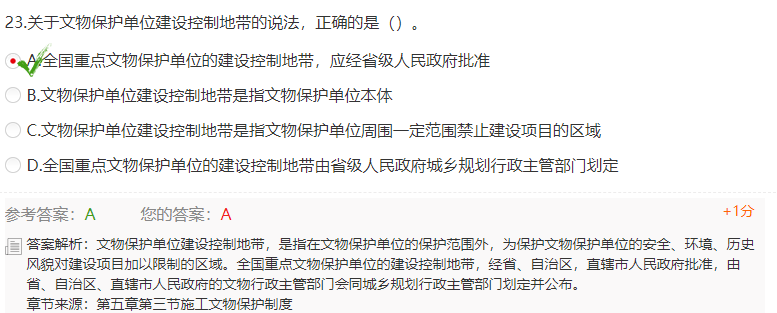 23.关于文物保护单位建设控制地带的说法，正确的是（）。
A.全国重点文物保护单位的建设控制地带，应经省级人民政府批准
B.文物保护单位建设控制地带是指文物保护单位本体
C.文物保护单位建设控制地带是指文物保护单位周围一定范围禁止建设项目的区域
D.全国重点文物保护单位的建设控制地带由省级人民政府城乡规划行政主管部门划定
参考答案：A 您的答案：A +1分
答案解析：文物保护单位建设控制地带，是指在文物保护单位的保护范围外，为保护文物保护单位的安全、环境、历史
风貌对建设项目加以限制的区域。全国重点文物保护单位的建设控制地带，经省、自治区，直辖市人民政府批准，由
省、自治区、直辖市人民政府的文物行政主管部门会同城乡规划行政主管部门划定并公布。
章节来源：第五章第三节施工文物保护制度